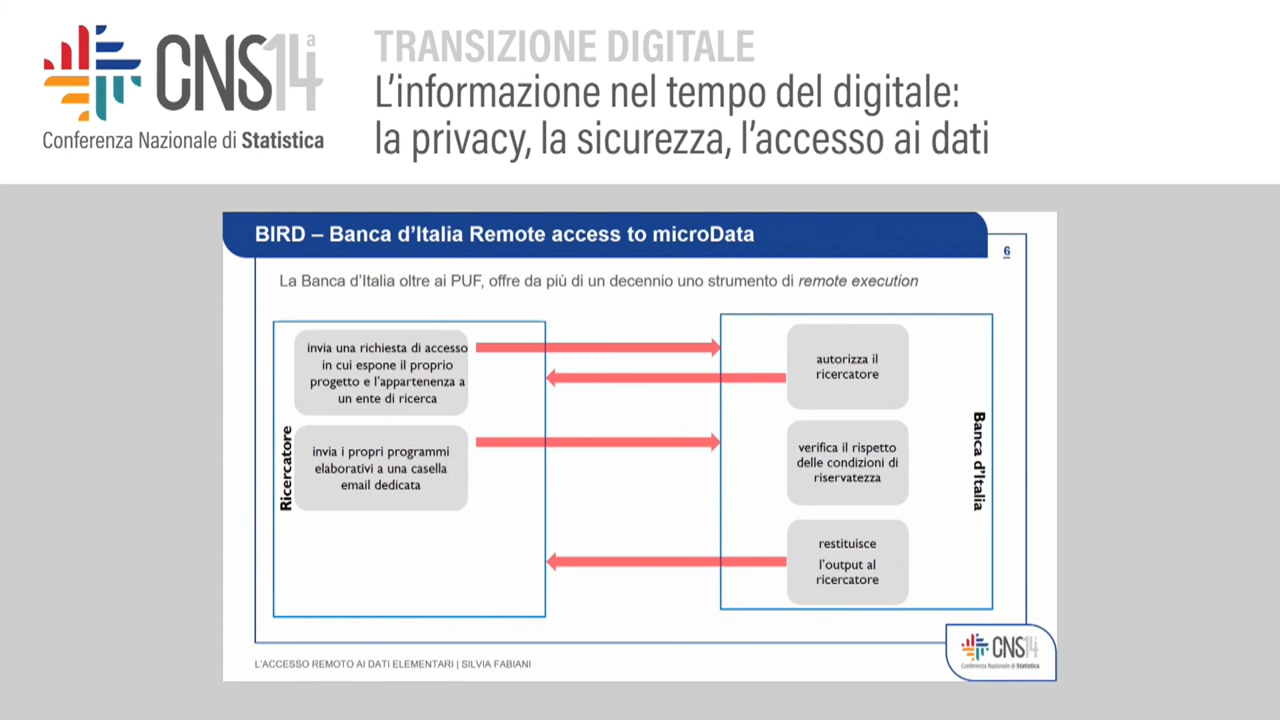 CNS14a
Conferenza Nazionale di Statistica
TRANSIZIONE DIGITALE
L'informazione nel tempo del digitale:
la privacy, la sicurezza, l'accesso ai dati
BIRD – Banca d'Italia Remote access to microData
6
La Banca d'Italia oltre ai PUF, offre da più di un decennio uno strumento di remote execution
Ricercatore
invia una richiesta di accesso
in cui espone il proprio
progetto e l'appartenenza a
un ente di ricerca
invia i propri programmi
elaborativi a una casella
email dedicata
autorizza il
ricercatore
verifica il rispetto
delle condizioni di
riservatezza
restituisce
l'output al
ricercatore
Banca d'Italia
L'ACCESSO REMOTO AI DATI ELEMENTARI | SILVIA FABIANI
CNS14
Conferenza Nazionale di Statistica